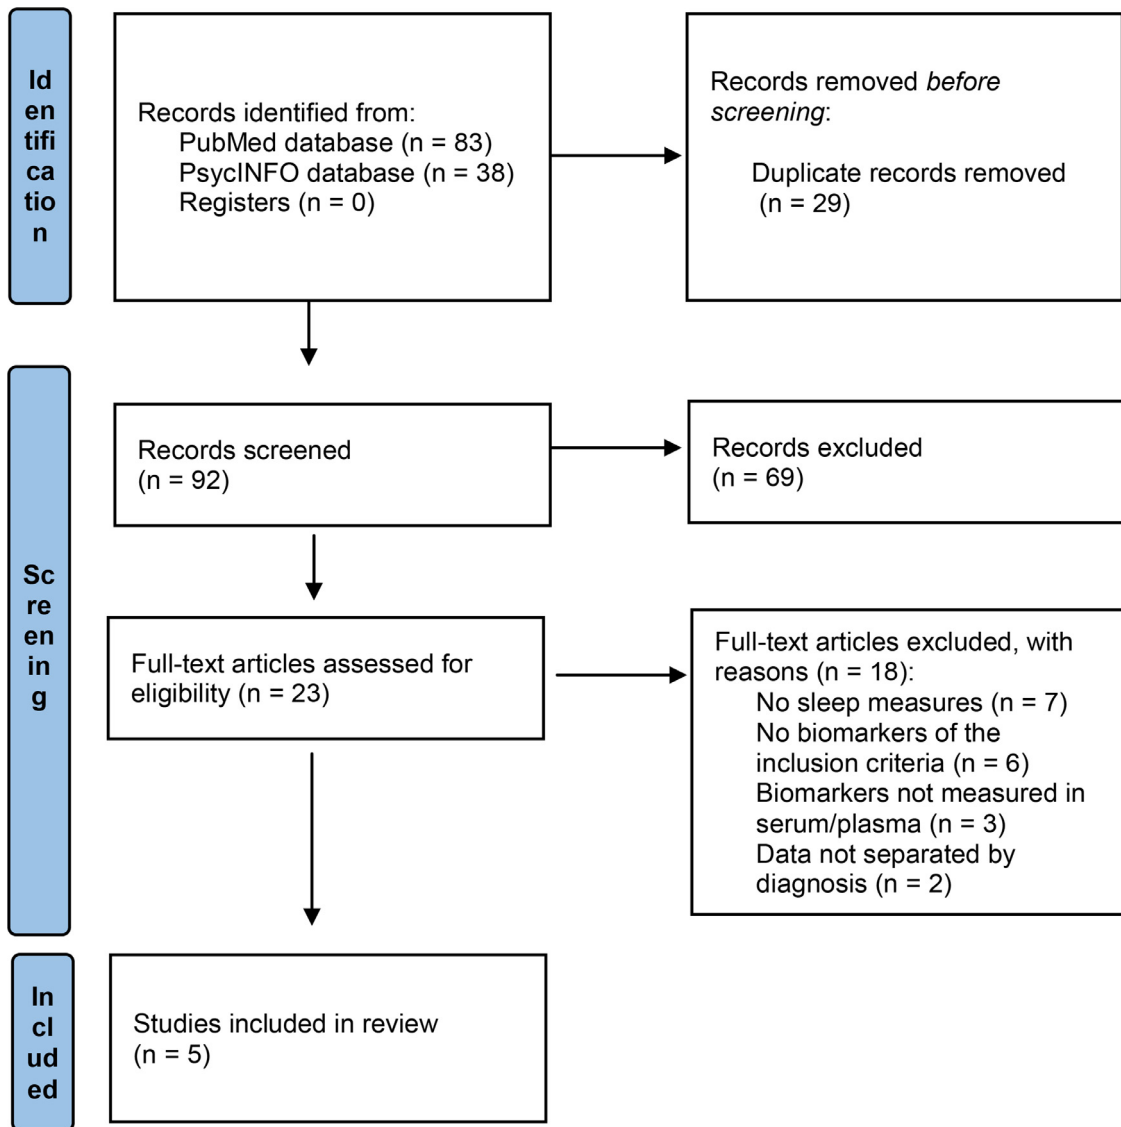 Id
en
tifi
ca
tio
n
Records identified from:
PubMed database (n = 83)
PsycINFO database (n = 38)
Registers (n = 0)
Records removed before
screening:
Duplicate records removed
(n = 29)
Sc
re
en
in
g
Records screened
(n = 92)
Records excluded
(n = 69)
Full-text articles assessed for
eligibility (n = 23)
Full-text articles excluded, with
reasons (n = 18):
No sleep measures (n = 7)
No biomarkers of the
inclusion criteria (n = 6)
Biomarkers not measured in
serum/plasma (n = 3)
Data not separated by
diagnosis (n = 2)
In
cl
ud
ed
Studies included in review
(n = 5)